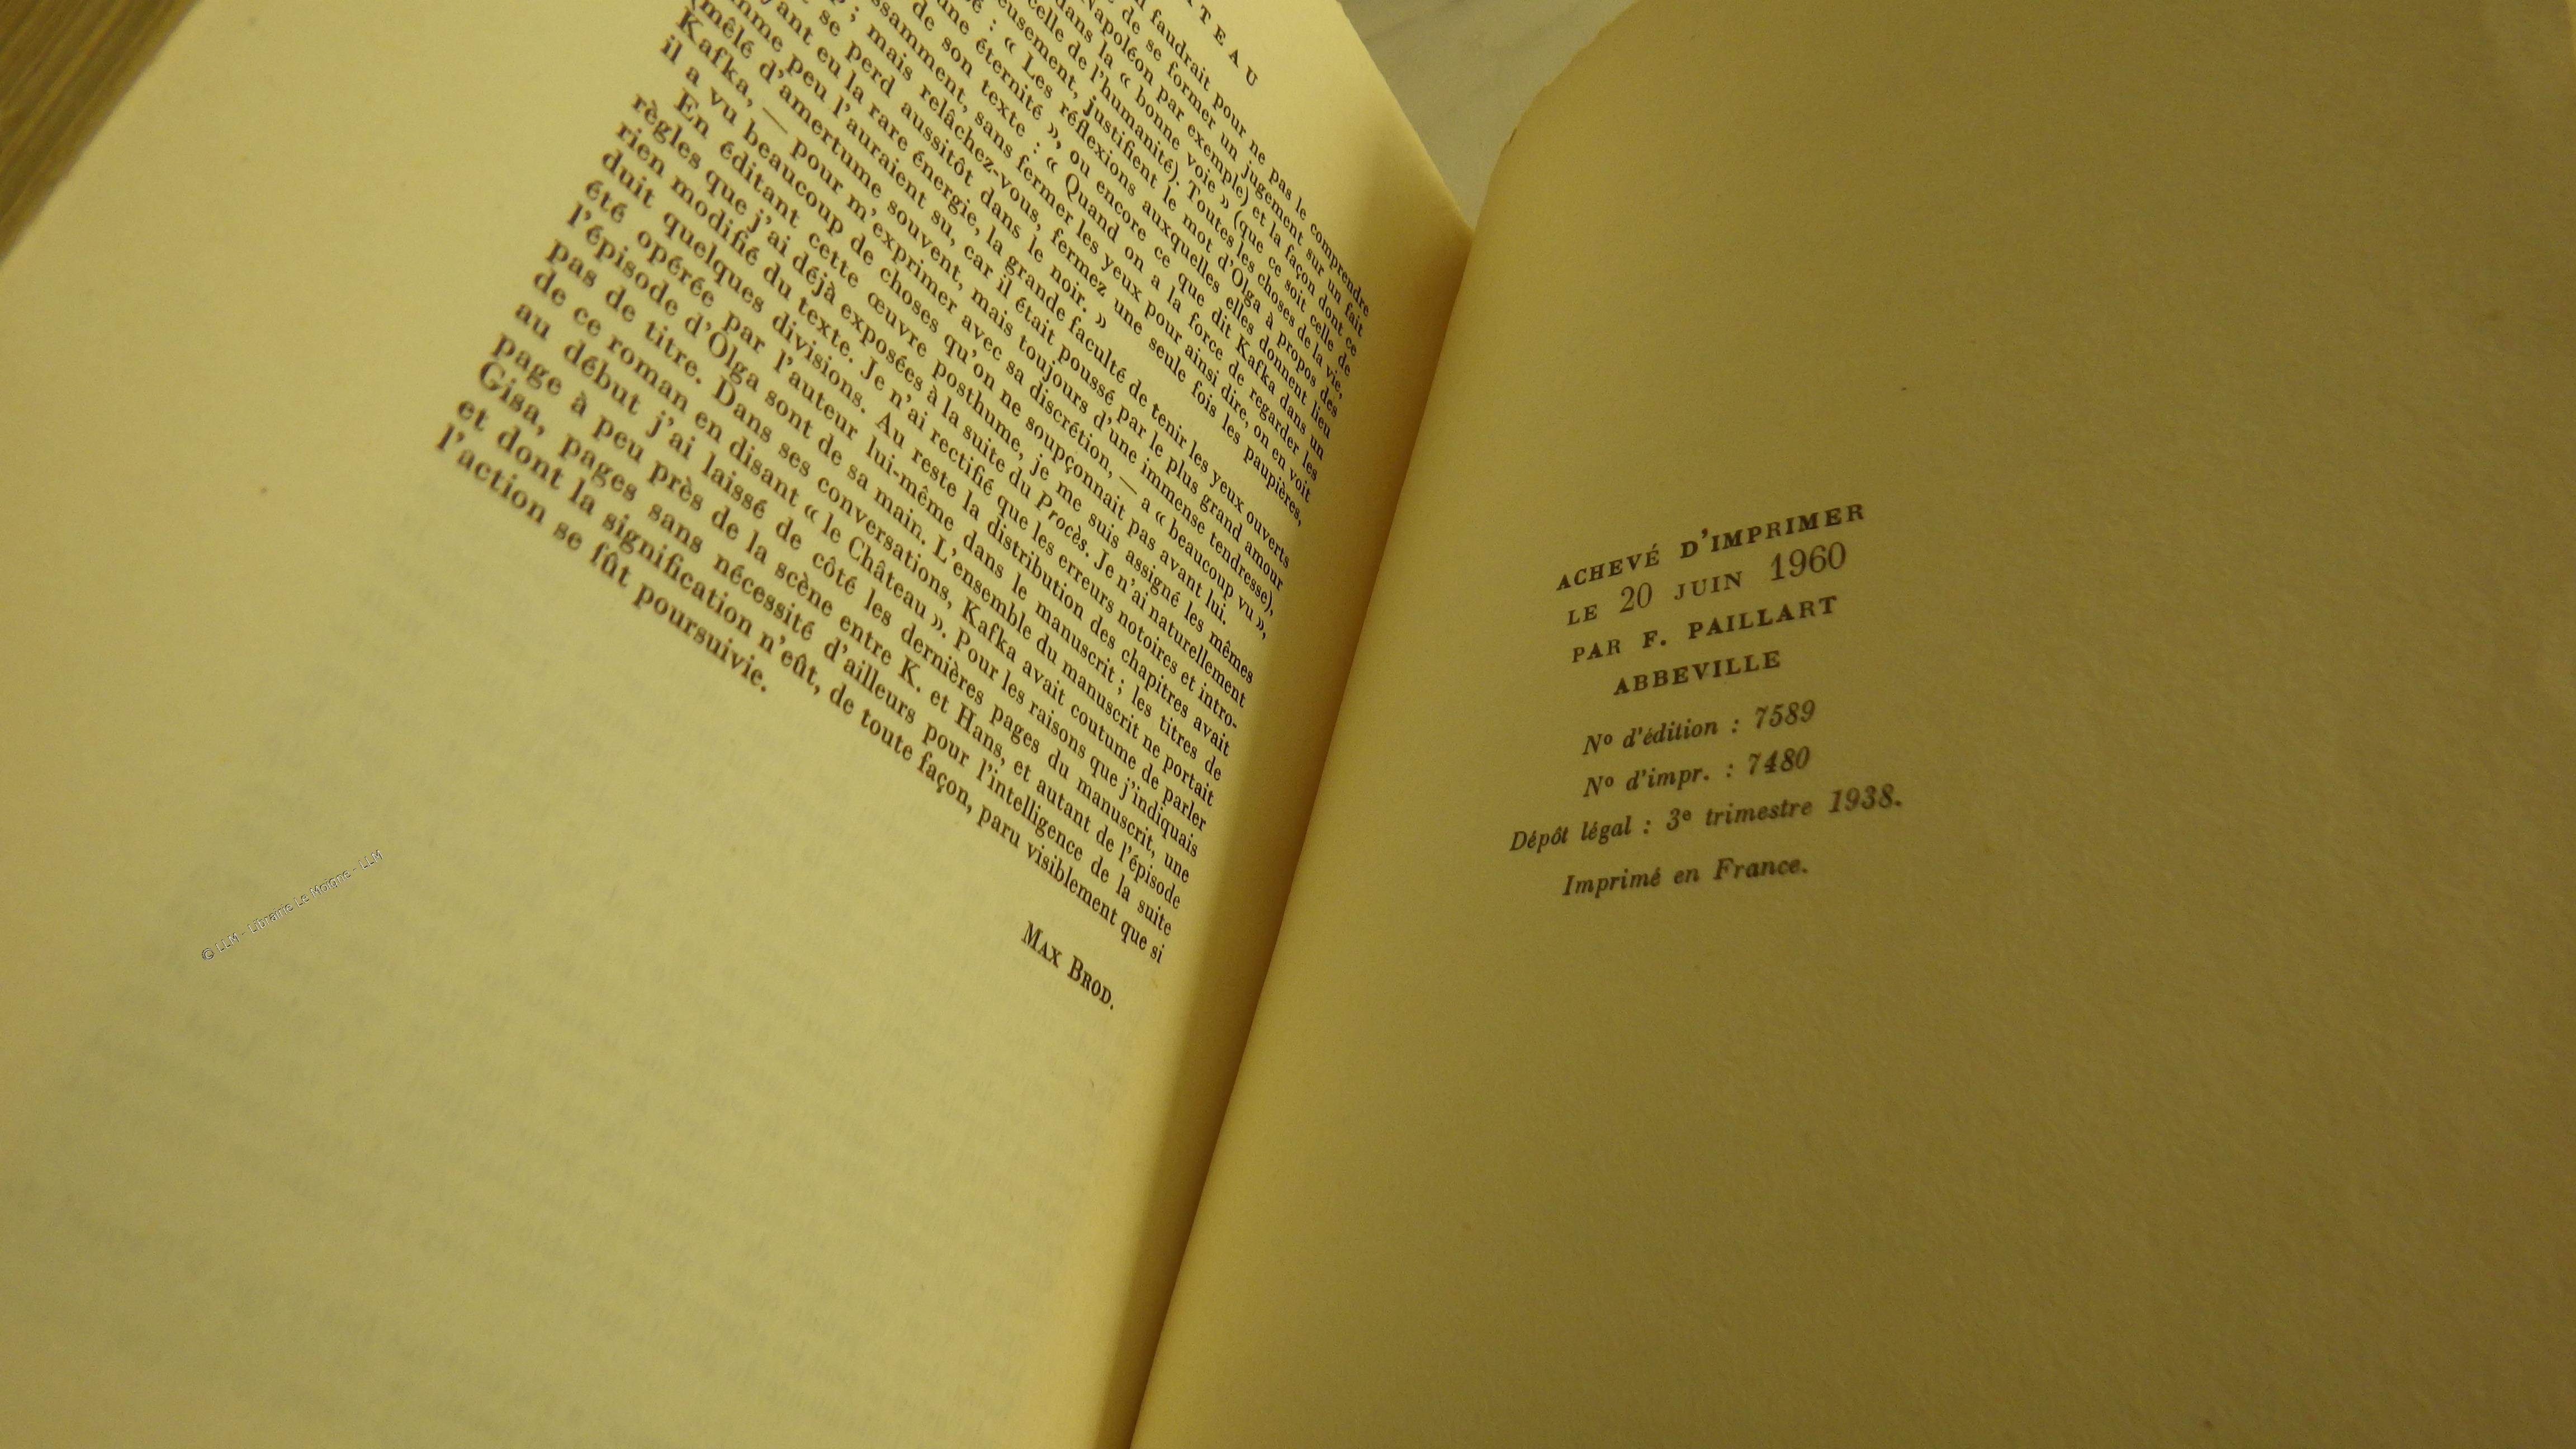 TEAU
faudrait pour ne pas le comprendre
de se former un jugement sur un fait
Napoléon par exemple) et la façon dont ce
dans la « bonne voie » (que ce soit celle de
celle de l'humanité). Toutes les choses de la vie,
eusement, justifient le mot d'Olga à propos des
: « Les réflexions auxquelles elles donnent lieu
une éternité », ou encore ce que dit Kafka dans un
de son texte : « Quand on a la force de regarder les
ssamment, sans fermer les yeux pour ainsi dire, on en voit
; mais relâchez-vous, fermez une seule fois les paupières,
se perd aussitôt dans le noir. »
yant eu la rare énergie, la grande faculté de tenir les yeux ouverts
mme peu l'auraient su, car il était poussé par le plus grand amour
(mêlé d'amertume souvent, mais toujours d'une immense tendresse),
Kafka, — pour m'exprimer avec sa discrétion, — a « beaucoup vu »,
il a vu beaucoup de choses qu'on ne soupçonnait pas avant lui.
En éditant cette œuvre posthume, je me suis assigné les mêmes
règles que j'ai déjà exposées à la suite du Procès. Je n'ai naturellement
rien modifié du texte. Je n'ai rectifié que les erreurs notoires et intro-
duit quelques divisions. Au reste la distribution des chapitres avait
été opérée par l'auteur lui-même dans le manuscrit ; les titres de
l'épisode d'Olga sont de sa main. L'ensemble du manuscrit ne portait
pas de titre. Dans ses conversations, Kafka avait coutume de parler
de ce roman en disant « le Château ». Pour les raisons que j'indiquais
au début j'ai laissé de côté les dernières pages du manuscrit, une
page à peu près de la scène entre K. et Hans, et autant de l'épisode
Gisa, pages sans nécessité d'ailleurs pour l'intelligence de la suite
et dont la signification n'eût, de toute façon, paru visiblement que si
l'action se fût poursuivie.
MAX BROD.
ACHEVÉ D'IMPRIMER
LE 20 JUIN 1960
PAR F. PAILLART
ABBEVILLE
Nº d'édition : 7589
Nº d'impr. : 7480
Dépôt légal : 3e trimestre 1938.
Imprimé en France.
© LLM - Librairie Le Moigne - LLM